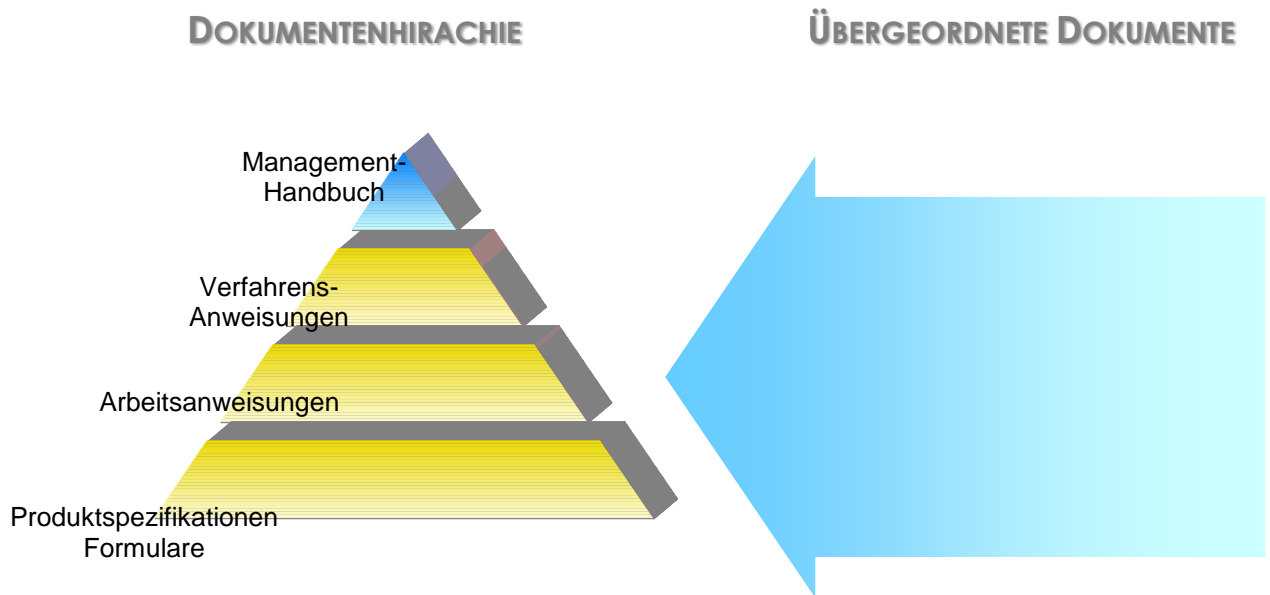 DOKUMENTENHIRACHIE
ÜBERGEORDNETE DOKUMENTE
Management-
Handbuch
Verfahrens-
Anweisungen
Arbeitsanweisungen
Produktspezifikationen
Formulare